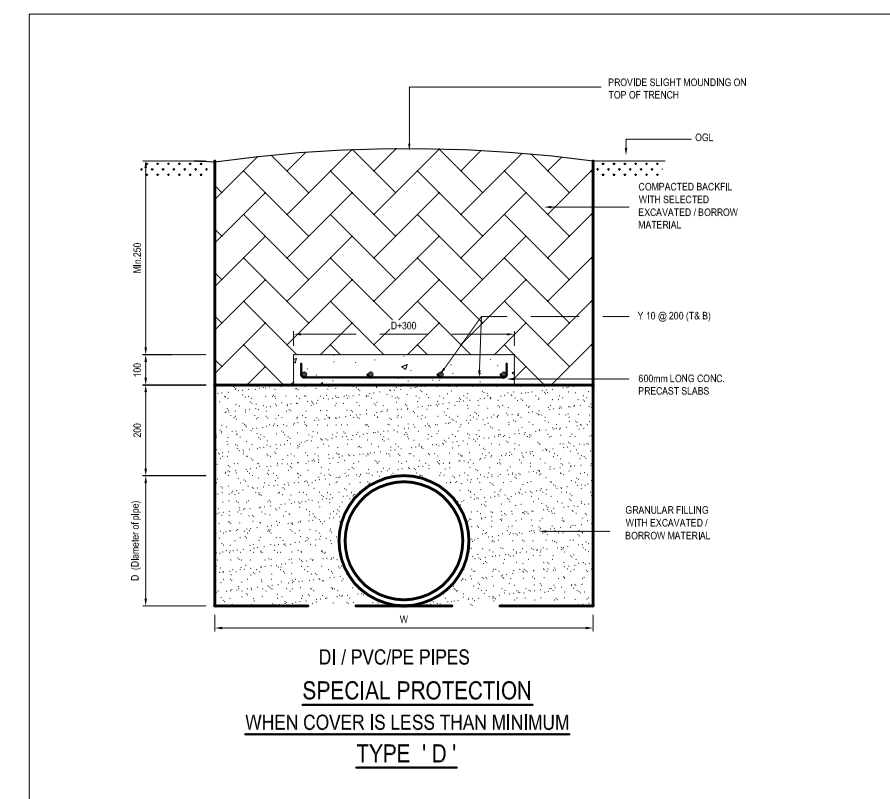 PROVIDE SLIGHT MOUNDING ON
TOP OF TRENCH
OGL
COMPACTED BACKFIL
WITH SELECTED
EXCAVATED / BORROW
MATERIAL
Min.250
D+300
Y 10 @ 200 (T& B)
100
600mm LONG CONC.
PRECAST SLABS
200
D (Diameter of pipe)
GRANULAR FILLING
WITH EXCAVATED /
BORROW MATERIAL
W
DI / PVC/PE PIPES
SPECIAL PROTECTION
WHEN COVER IS LESS THAN MINIMUM
TYPE ' D '